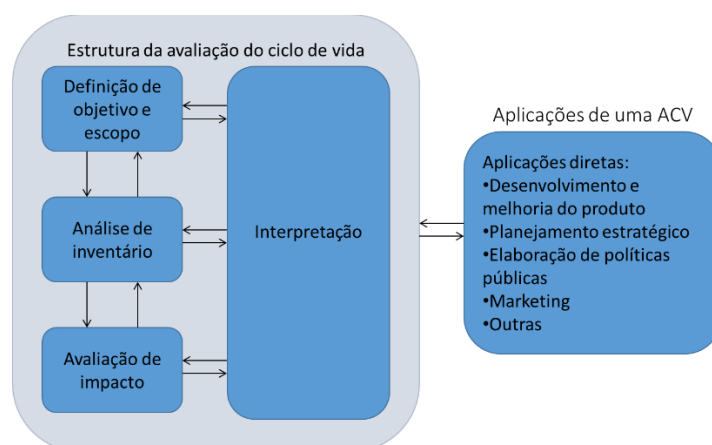 Estrutura da avaliação do ciclo de vida
Definição de
objetivo e
escopo
Análise de
inventário
Avaliação de
impacto
Interpretação
Aplicações de uma ACV
Aplicações diretas:
•Desenvolvimento e
melhoria do produto
•Planejamento estratégico
•Elaboração de políticas
públicas
•Marketing
•Outras